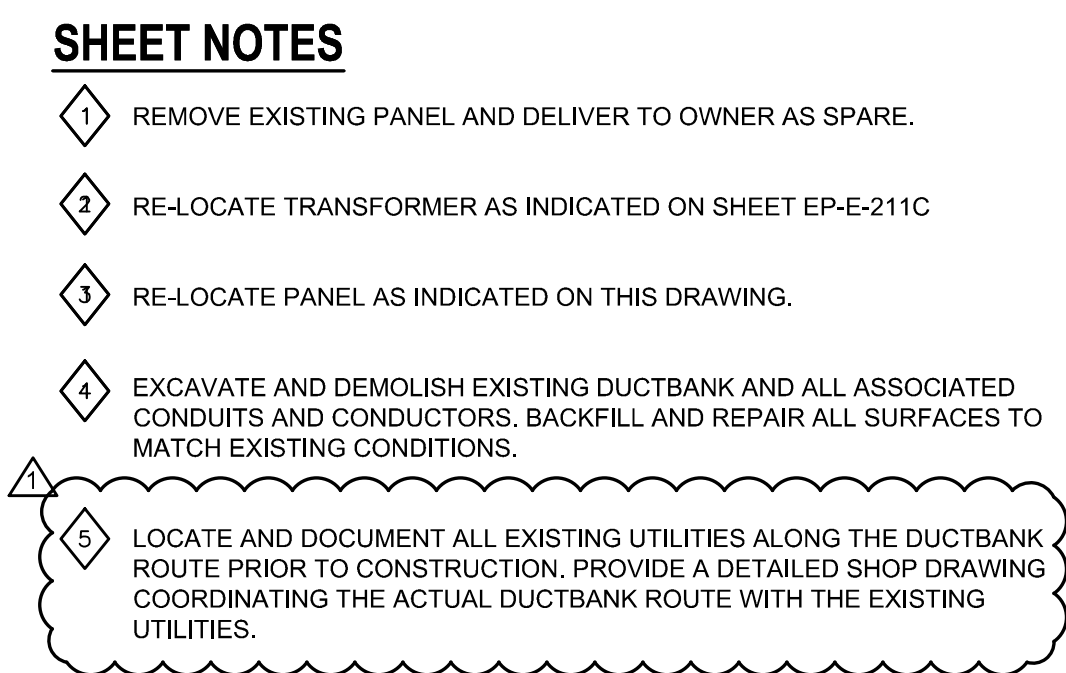 SHEET NOTES
1 REMOVE EXISTING PANEL AND DELIVER TO OWNER AS SPARE.
RE-LOCATE TRANSFORMER AS INDICATED ON SHEET EP-E-211C
RE-LOCATE PANEL AS INDICATED ON THIS DRAWING.
4 EXCAVATE AND DEMOLISH EXISTING DUCTBANK AND ALL ASSOCIATED
CONDUITS AND CONDUCTORS. BACKFILL AND REPAIR ALL SURFACES TO
MATCH EXISTING CONDITIONS.
1
5 LOCATE AND DOCUMENT ALL EXISTING UTILITIES ALONG THE DUCTBANK
ROUTE PRIOR TO CONSTRUCTION. PROVIDE A DETAILED SHOP DRAWING
COORDINATING THE ACTUAL DUCTBANK ROUTE WITH THE EXISTING
UTILITIES.